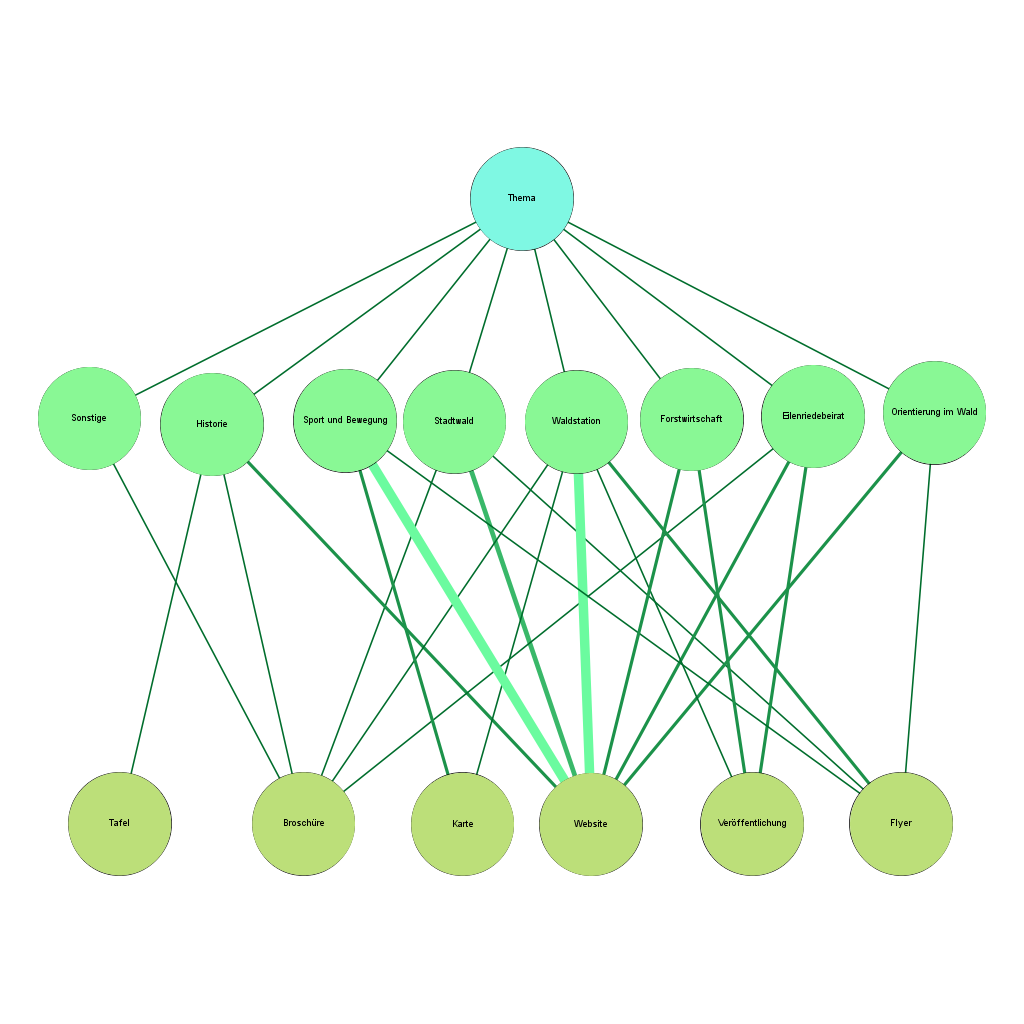 Thema
Sonstige
Historie
Sport und Bewegung
Stadtwald
Waldstation
Forstwirtschaft
Eilenriedebeirat
Orientierung im Wald
Tafel
Broschüre
Karte
Website
Veröffentlichung
Flyer